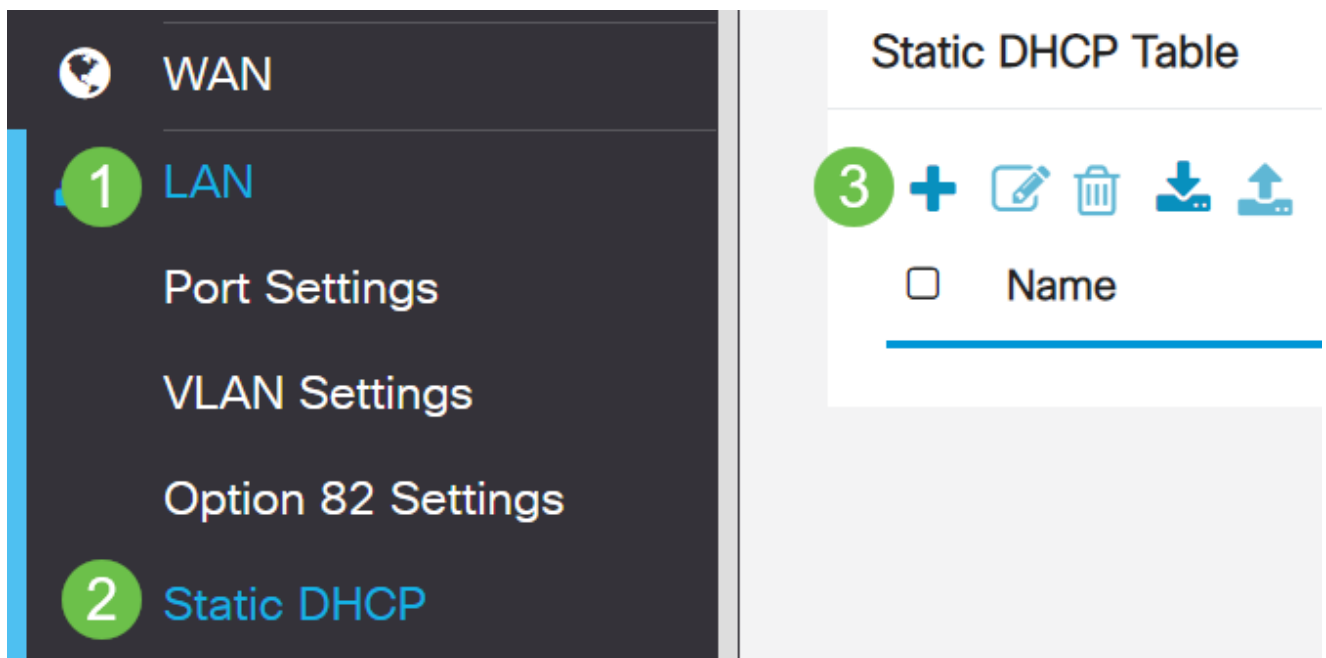 WAN
1 LAN
Port Settings
VLAN Settings
Option 82 Settings
2 Static DHCP
Static DHCP Table
3
Name